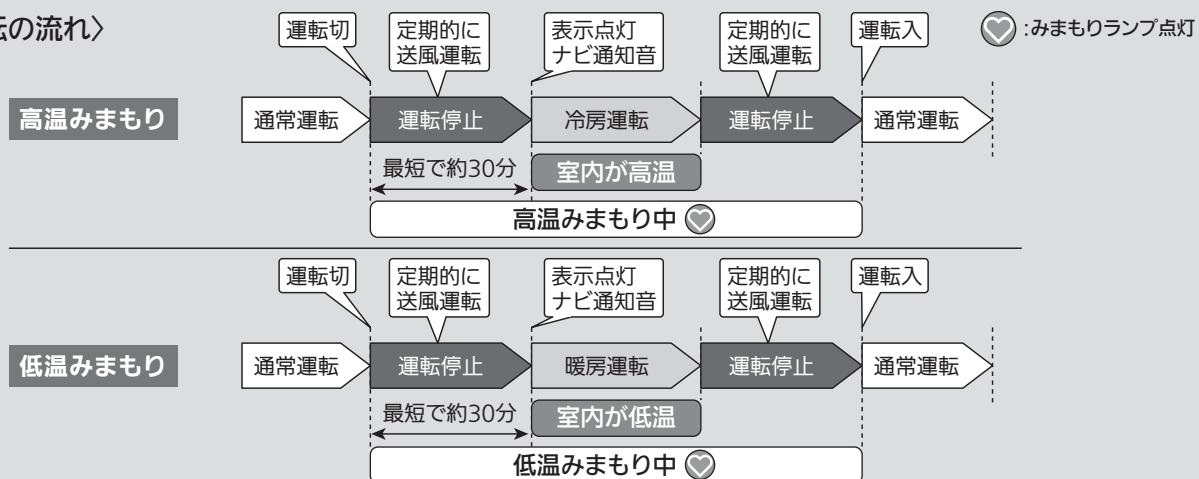 の流れ〉
:みまもりランプ点灯
運転切
定期的に
送風運転
表示点灯
ナビ通知音
定期的に
送風運転
運転入
高温みまもり
通常運転
運転停止
冷房運転
運転停止
通常運転
最短で約30分
室内が高温
高温みまもり中
運転切
定期的に
送風運転
表示点灯
ナビ通知音
定期的に
送風運転
運転入
低温みまもり
通常運転
運転停止
暖房運転
運転停止
通常運転
最短で約30分
室内が低温
低温みまもり中